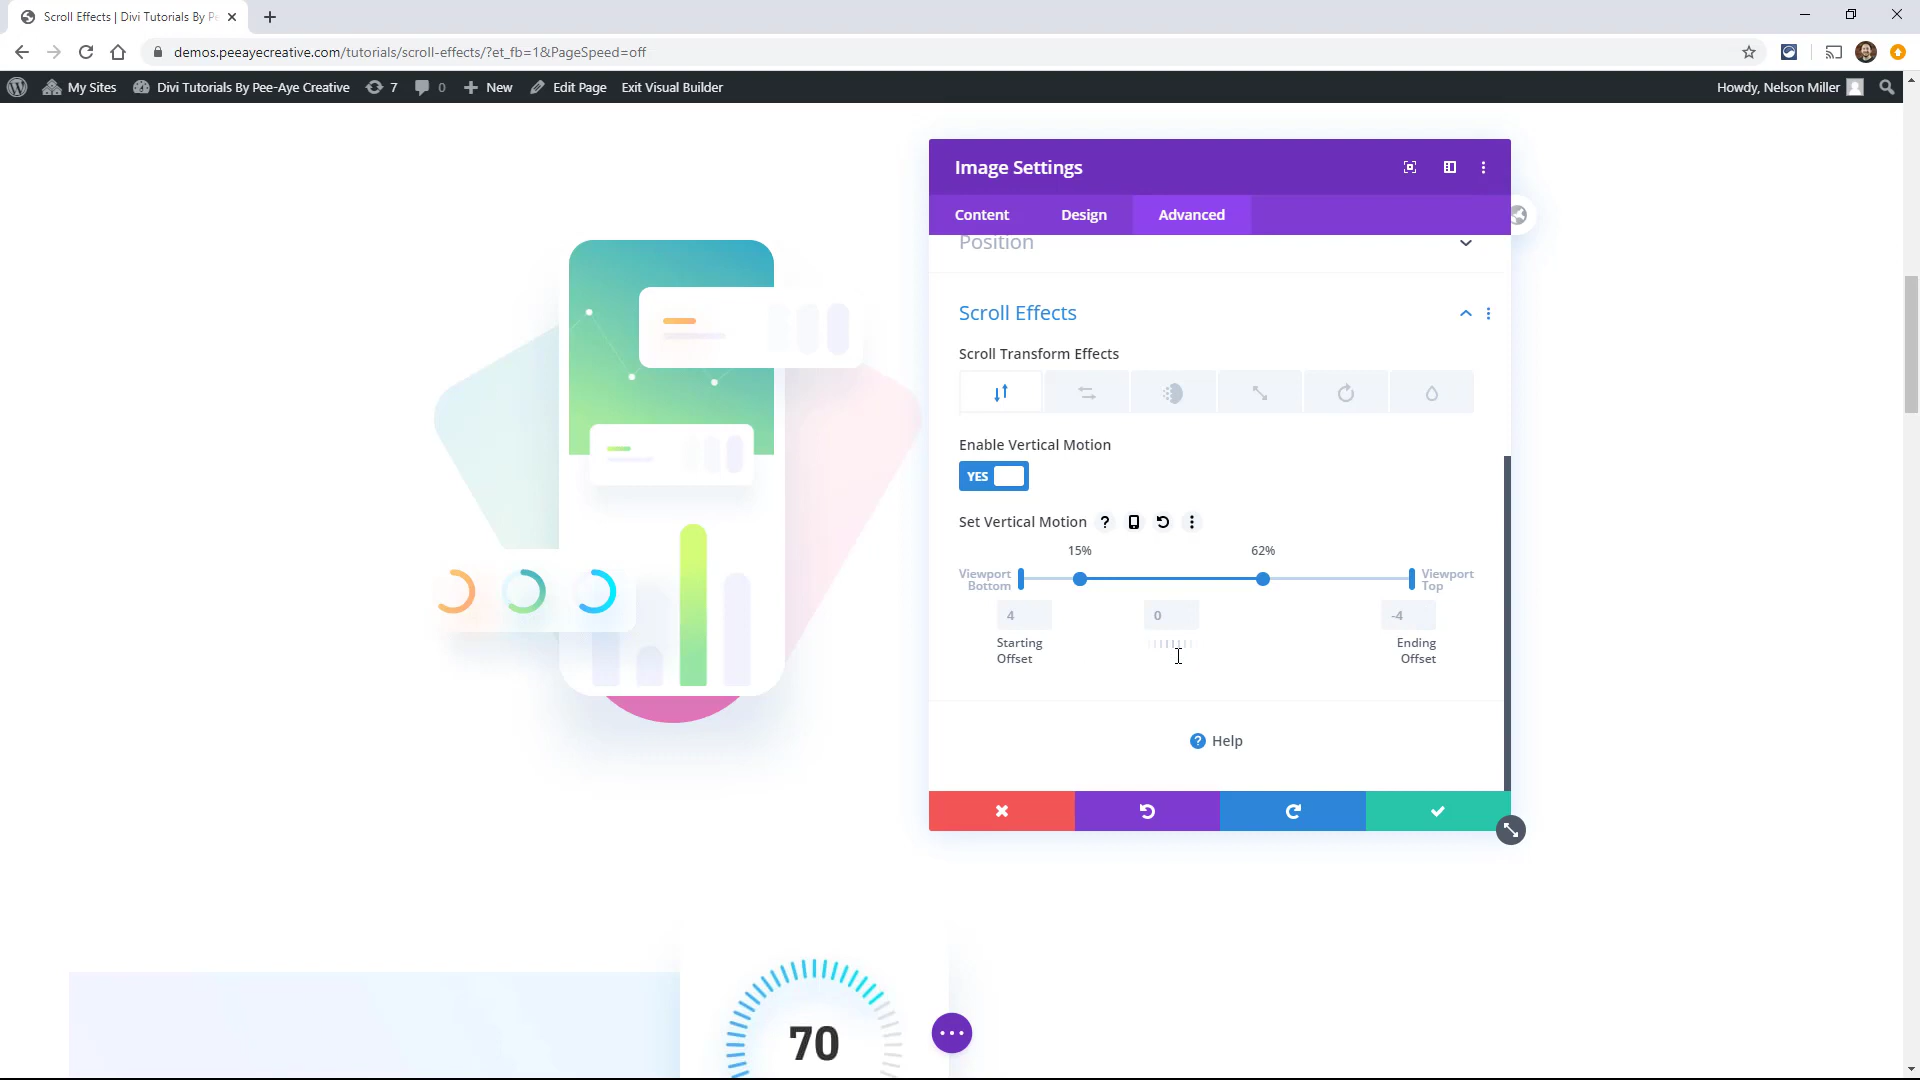 Scroll Effects | Divi Tutorials By Pe
demos.peeayecreative.com/tutorials/scroll-effects/?et_fb=1&PageSpeed=off
My Sites Divi Tutorials By Pee-Aye Creative 7 0 New Edit Page Exit Visual Builder Howdy, Nelson Miller
Image Settings
Content Design Advanced
Position
Scroll Effects
Scroll Transform Effects
Enable Vertical Motion
YES
Set Vertical Motion ?
15% 62%
Viewport
Bottom
Viewport
Top
4 0 -4
Starting
Offset
Ending
Offset
? Help
70